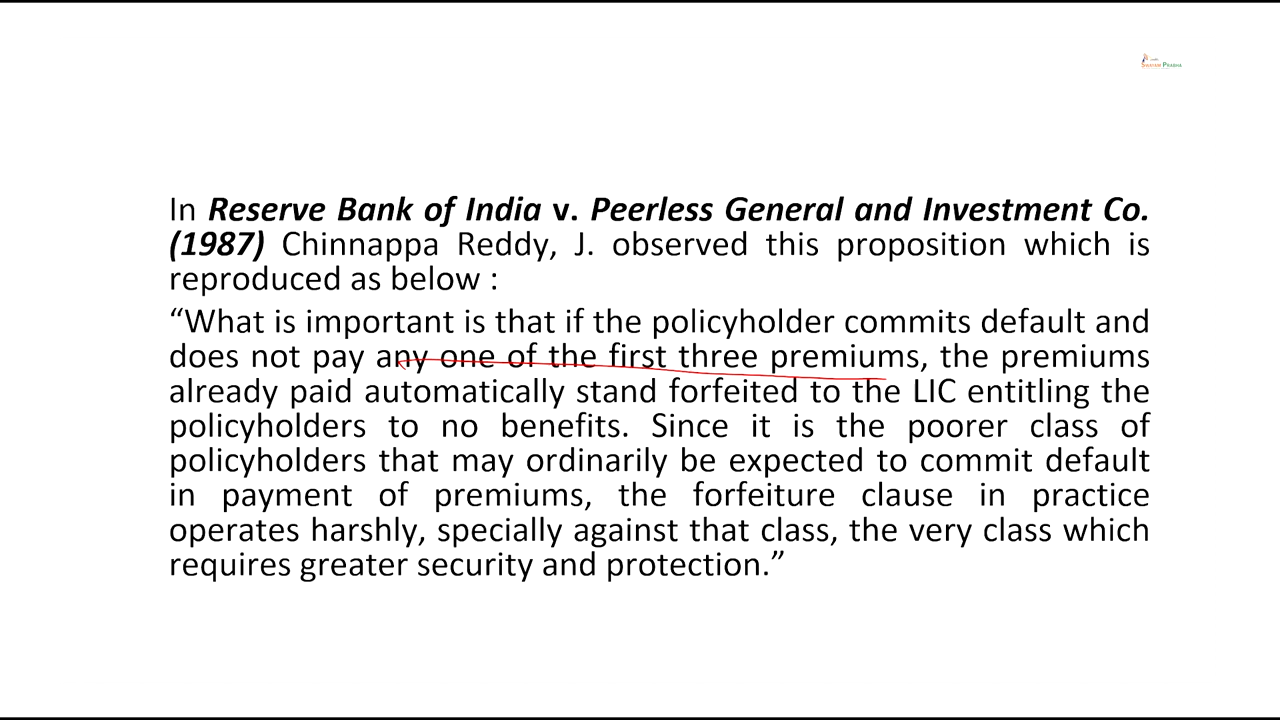 SWAYAM PRABHA
In Reserve Bank of India v. Peerless General and Investment Co.
(1987) Chinnappa Reddy, J. observed this proposition which is
reproduced as below :
“What is important is that if the policyholder commits default and
does not pay any one of the first three premiums, the premiums
already paid automatically stand forfeited to the LIC entitling the
policyholders to no benefits. Since it is the poorer class of
policyholders that may ordinarily be expected to commit default
in payment of premiums, the forfeiture clause in practice
operates harshly, specially against that class, the very class which
requires greater security and protection.”